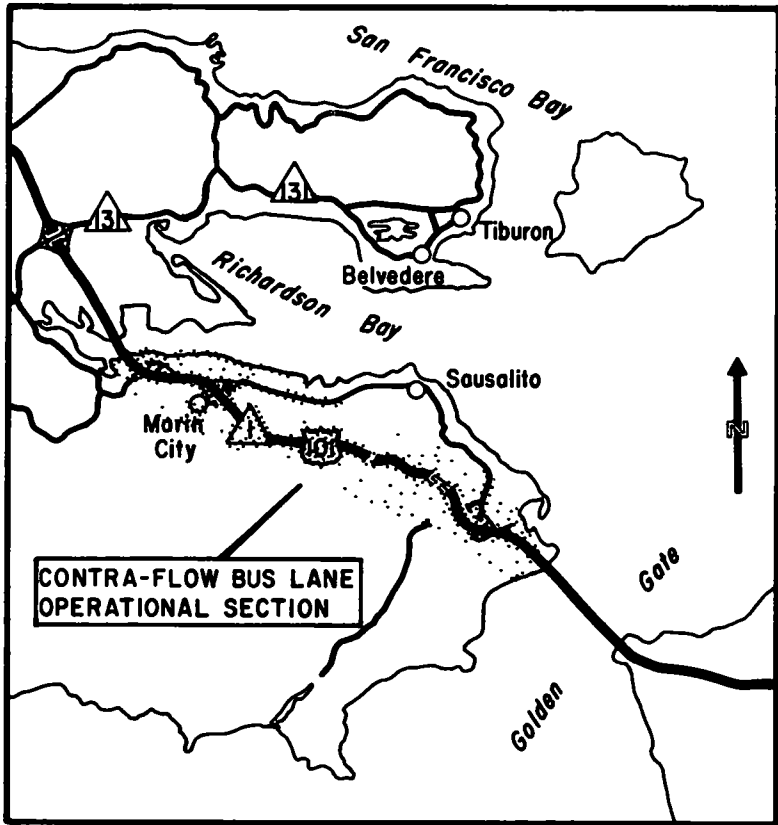 San Francisco Bay
131
131
Tiburon
Belvedere
Richardson Bay
Sausalito
Marin
City
1
101
N
CONTRA-FLOW BUS LANE
OPERATIONAL SECTION
Gate
Golden